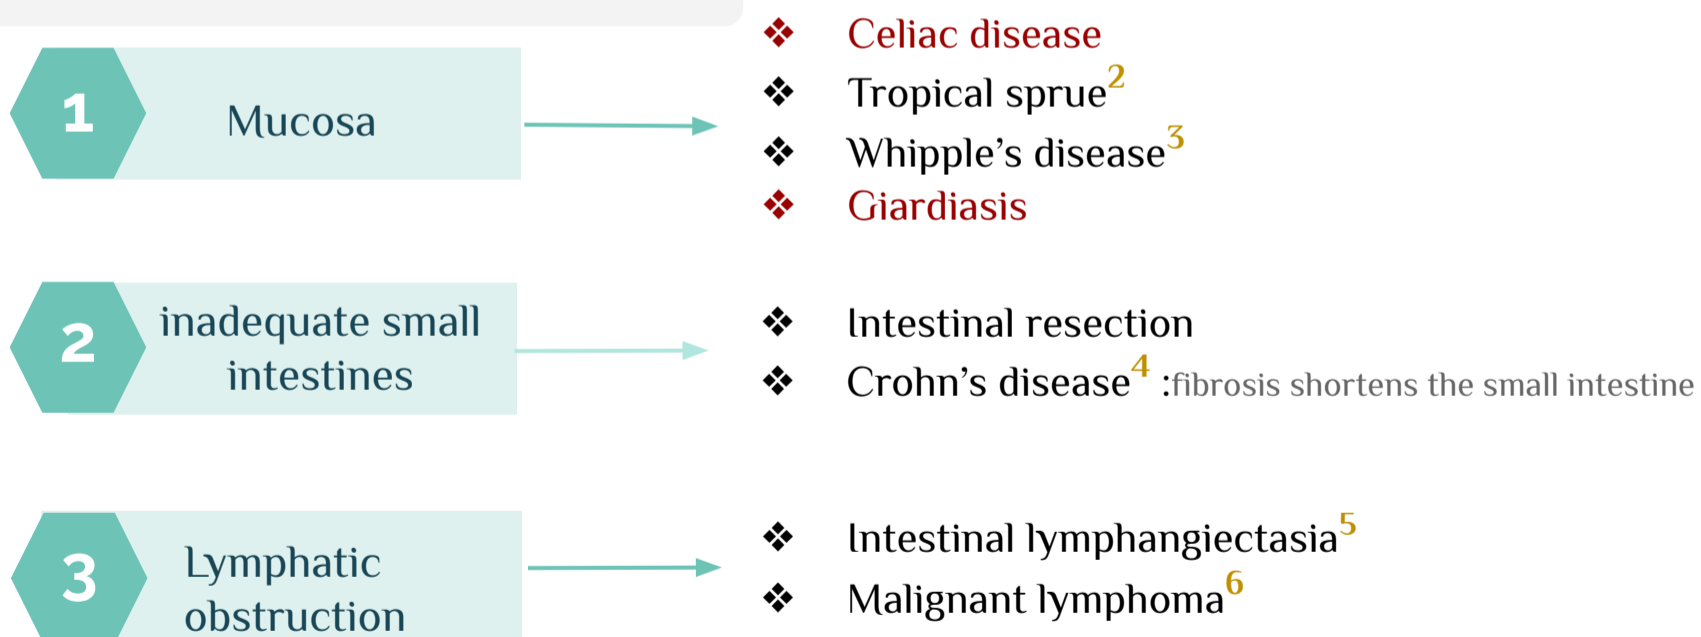 1
Mucosa
❖ Celiac disease
❖ Tropical sprue²
❖ Whipple’s disease³
❖ Giardiasis
2
inadequate small
intestines
❖ Intestinal resection
❖ Crohn’s disease⁴ :fibrosis shortens the small intestine
3
Lymphatic
obstruction
❖ Intestinal lymphangiectasia⁵
❖ Malignant lymphoma⁶